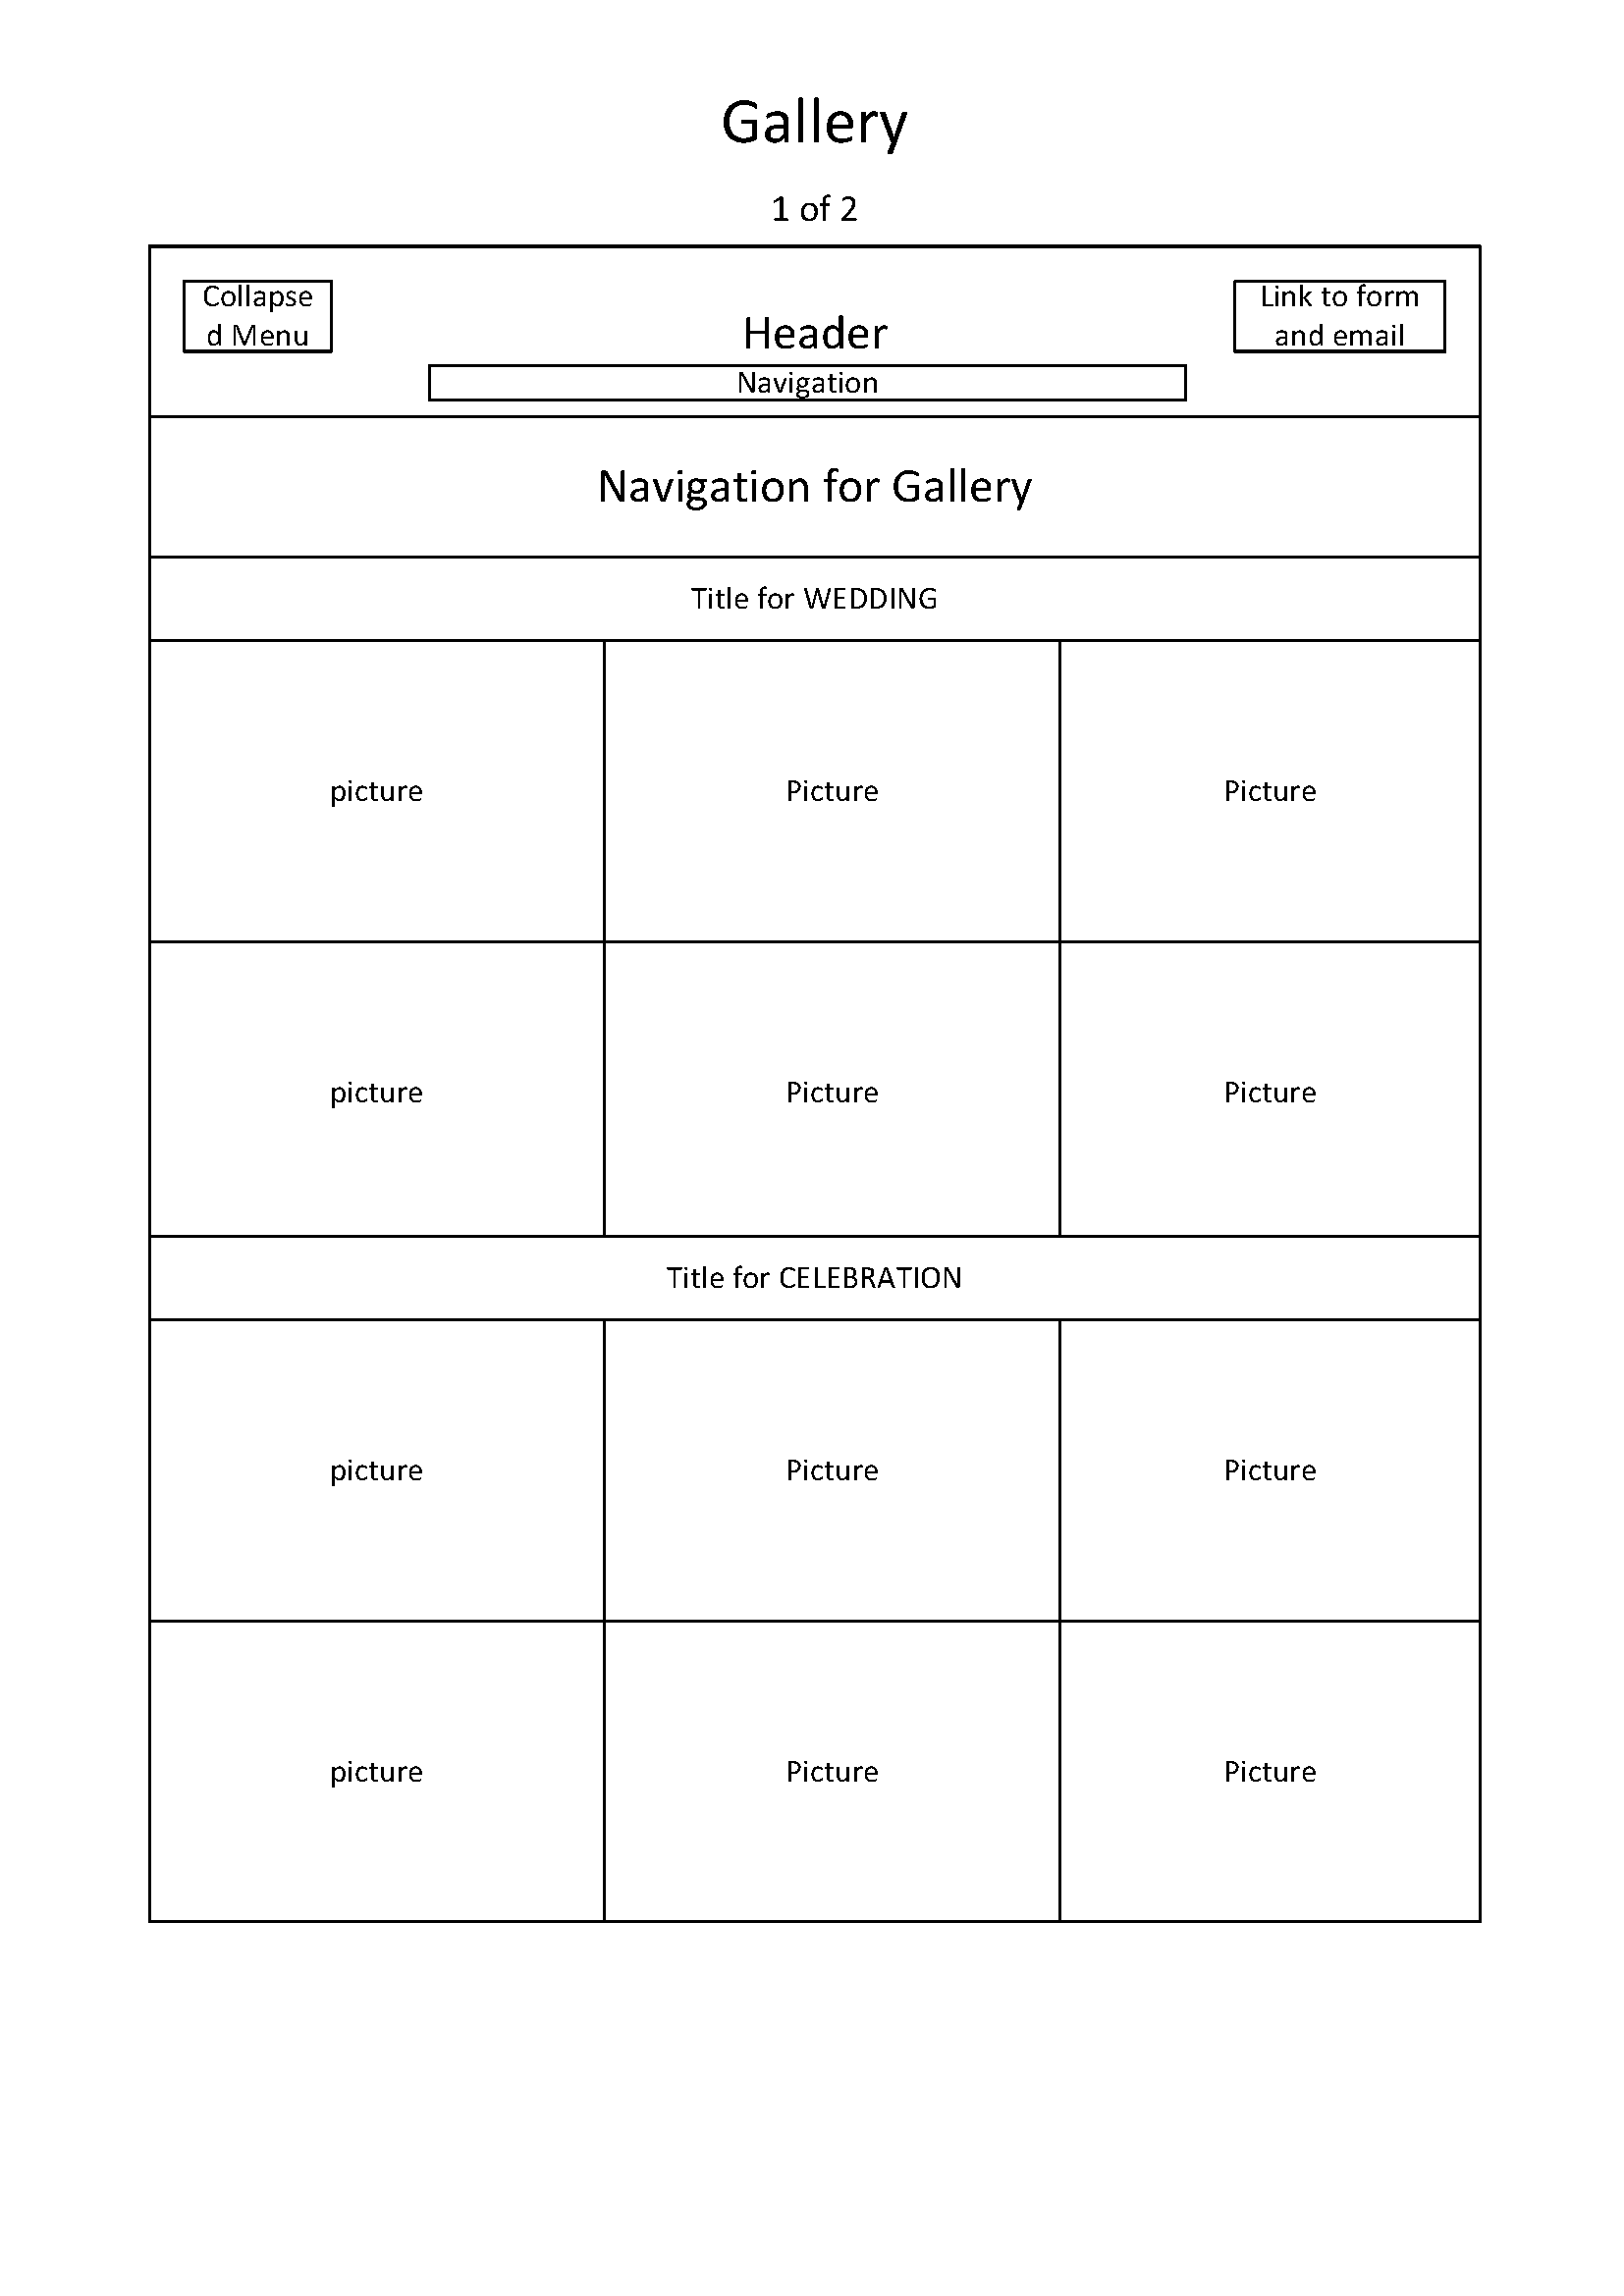 Gallery
1 of 2
Collapse
d Menu
Header
Link to form
and email
Navigation
Navigation for Gallery
Title for WEDDING
picture
Picture
Picture
picture
Picture
Picture
Title for CELEBRATION
picture
Picture
Picture
picture
Picture
Picture